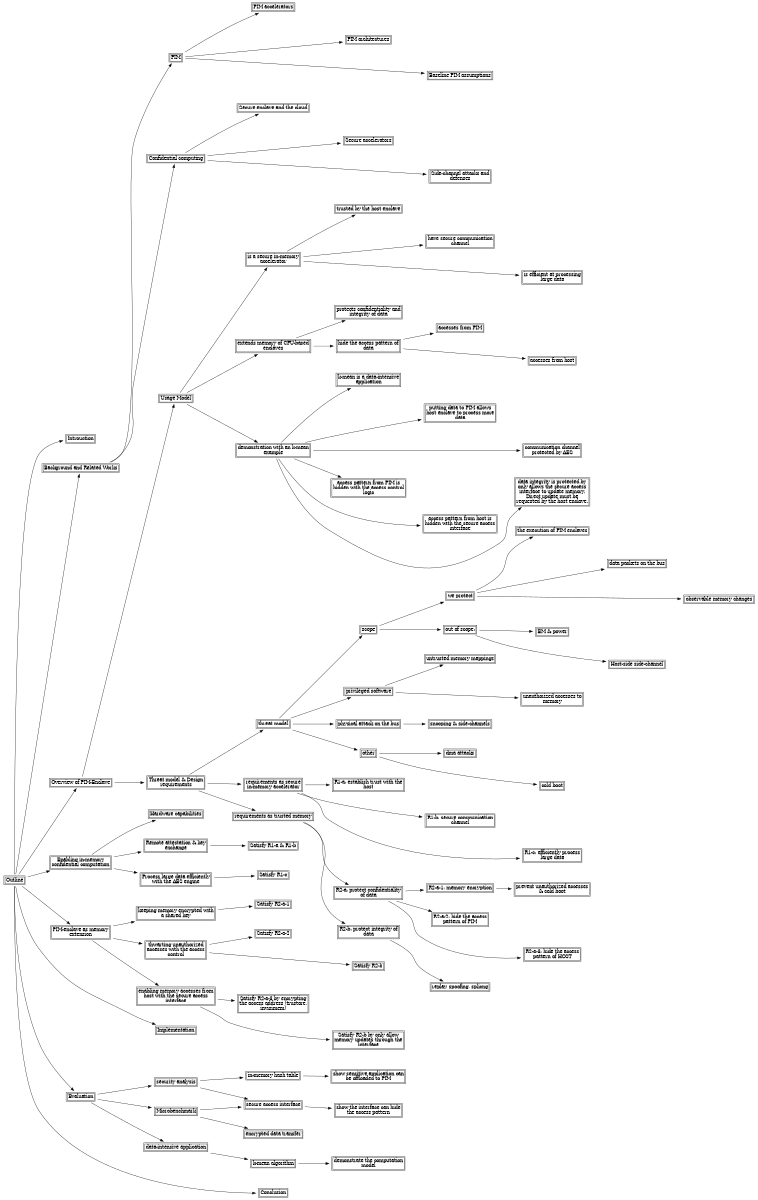 PIM accelerators
PIM architectures
PIM
Baseline PIM assumptions
Secure enclave and the cloud
Secure accelerators
Confidential computing
Side-channel attacks and
defenses
trusted by the host enclave
have secure communication
channel
is a secure in-memory
accelerator
is efficient at processing
large data
protects confidentiality and
integrity of data
accesses from PIM
extends memory of CPU-based
enclaves
hide the access pattern of
data
accesses from host
k-mean is a data-intensive
application
Usage Model
putting data to PIM allows
host enclave to process more
data
Introuction
demonstration with an k-mean
example
communication channel
protected by AES
Background and Related Works
access pattern from PIM is
hidden with the access control
logic
data integrity is protected by
only allows the secure access
interface to update memory.
Direct update must be
requested by the host enclave.
access pattern from host is
hidden with the secure access
interface
the execution of PIM enclaves
data packets on the bus
we protect
observable memory changes
scope
out of scope:
EM & power
Host-side side-channel
untrusted memory mappings
privileged software
unauthorized accesses to
memory
threat model
physical attack on the bus
snooping & side-channels
other
dma attacks
cold boot
Overview of PIM-Enclave
Threat model & Design
requirements
requirements as secure
in-memory accelerator
R1-a. establish trust with the
host
requirements as trusted memory
R1-b. secure communication
channel
Hardware capabilities
Remote attestation & key
exchange
Satisfy R1-a & R1-b
R1-c. efficiently process
large data
Enabling in-memory
confidential computation
Process large data efficiently
with the AES engine
Satisfy R1-c
Outline
R2-a. protect confidentiality
of data
R2-a-1. memory encryption
prevent unauthorized accesses
& cold boot
keeping memory encrypted with
a shared key
Satisfy R2-a-1
R2-a-2. hide the access
pattern of PIM
PIM-enclave as memory
extension
Satisfy R2-a-2
R2-b. protect integrity of
data
thwarting unauthorized
accesses with the access
control
R2-a-3. hide the access
pattern of HOST
Satisfy R2-b
replay, spoofing, splicing
enabling memory accesses from
host with the secure access
interface
Satisfy R2-a-3 by encrypting
the access address (trustore,
invisimem)
Implementation
Satisfy R2-b by only allow
memory updates through the
interface
in-memory hash table
show sensitive application can
be offloaded to PIM
security analysis
Evaluation
secure access interface
show the interface can hide
the access pattern
Microbenchmark
encrypted data transfer
data-intensive application
k-mean algorithm
demonstrate the computation
model
Conclusion